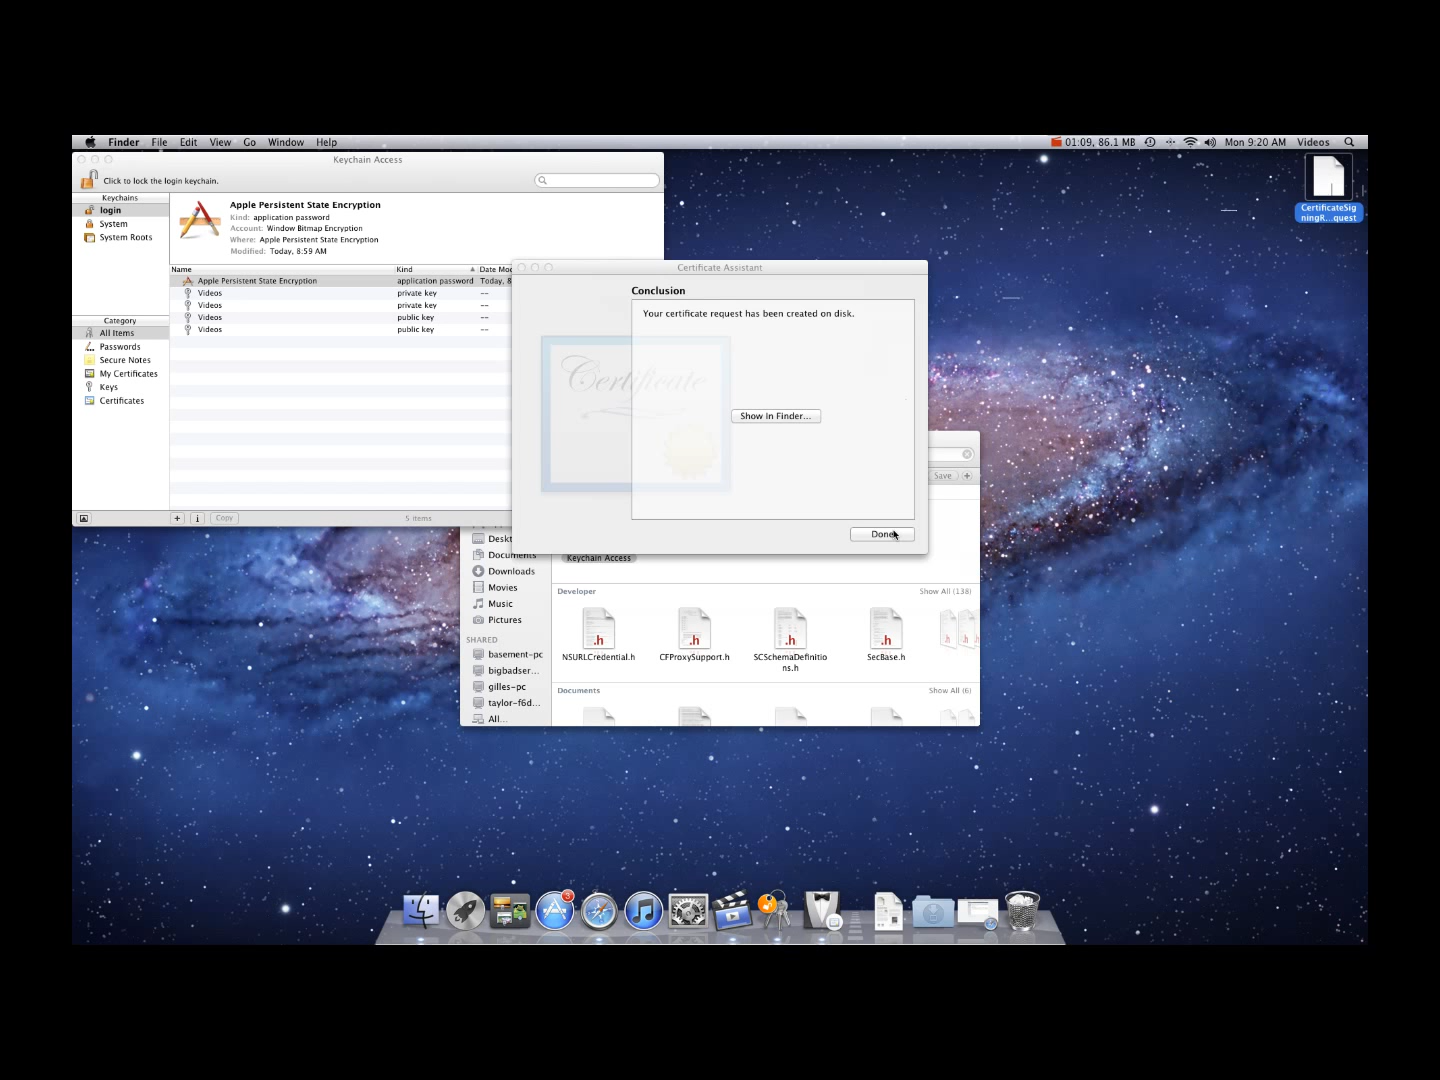 Finder File Edit View Go Window Help
01:09, 86.1 MB Mon 9:20 AM Videos
Keychain Access
Click to lock the login keychain.
Keychains
login
System
System Roots
Apple Persistent State Encryption
Kind: application password
Account: Window Bitmap Encryption
Where: Apple Persistent State Encryption
Modified: Today, 8:59 AM
Name Kind Date Mo
Apple Persistent State Encryption application password Today, 8
Videos private key --
Videos private key --
Videos public key --
Videos public key --
Category
All Items
Passwords
Secure Notes
My Certificates
Keys
Certificates
+ i Copy 5 items
Certificate Assistant
Conclusion
Your certificate request has been created on disk.
Certificate
Show In Finder...
Done
CertificateSig
ningR...quest
Save +
Keychain Access
Deskt
Documents
Downloads
Movies
Music
Pictures
SHARED
basement-pc
bigbadser...
gilles-pc
taylor-f6d...
All...
Developer Show All (138)
.h .h .h .h
NSURLCredential.h CFProxySupport.h SCSchemaDefinitio SecBase.h
ns.h
Documents Show All (6)